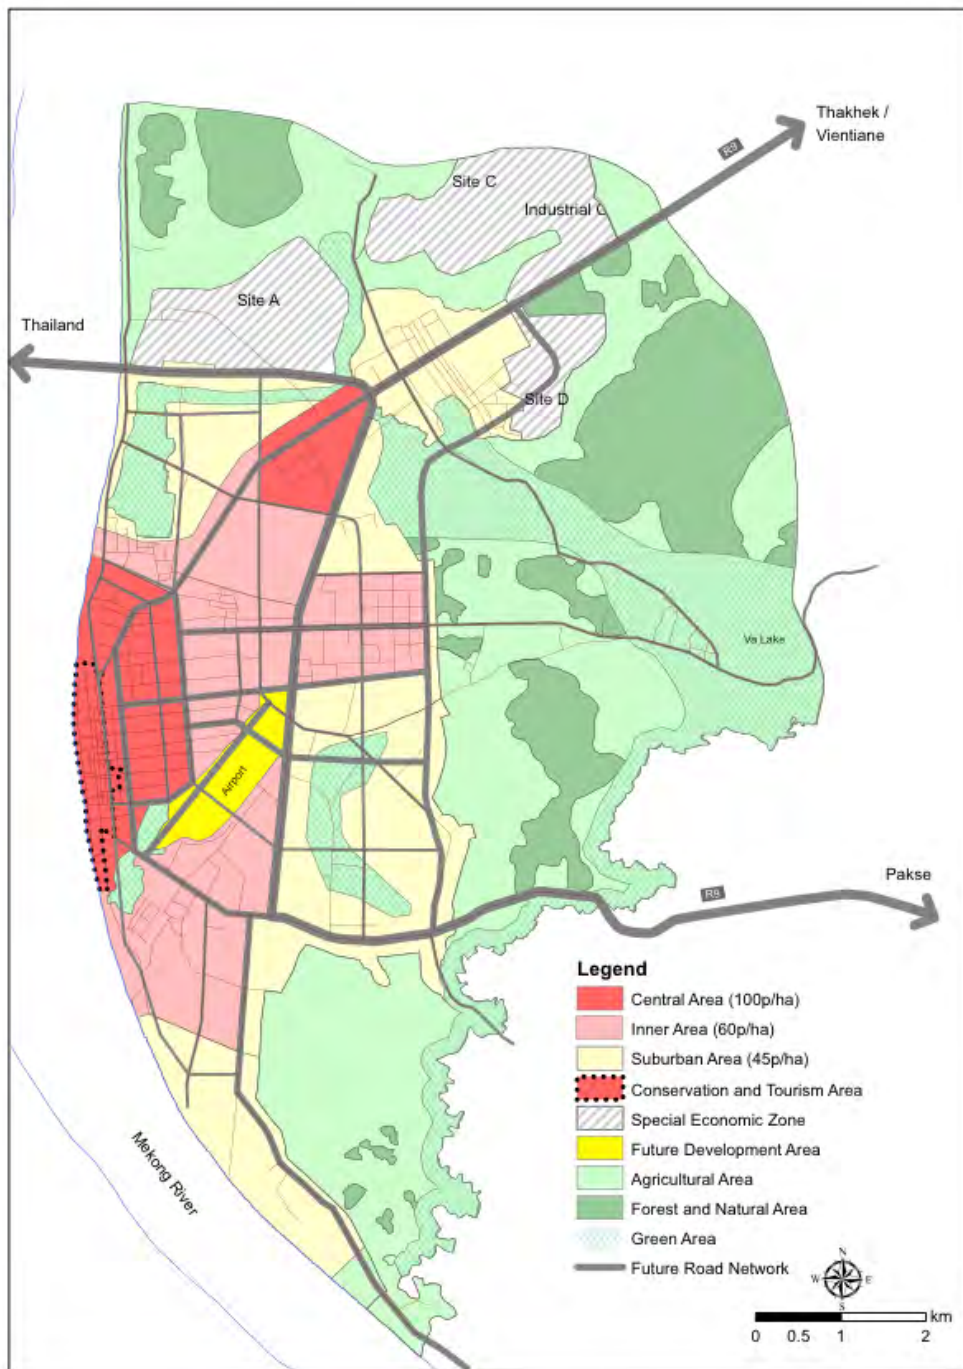 Thakhek /
Vientiane
R9
Site C
Industrial
Site A
Thailand
Site D
Va Lake
Airport
Pakse
R9
Mekong River
Legend
Central Area (100p/ha)
Inner Area (60p/ha)
Suburban Area (45p/ha)
Conservation and Tourism Area
Special Economic Zone
Future Development Area
Agricultural Area
Forest and Natural Area
Green Area
Future Road Network
N
W E
S
km
0 0.5 1 2